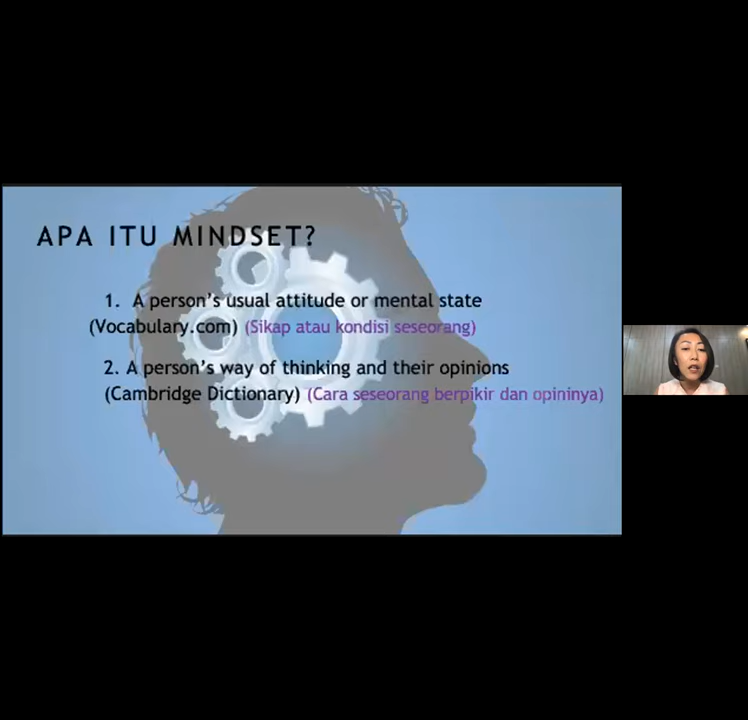 APA ITU MINDSET?
1. A person's usual attitude or mental state
(Vocabulary.com) (Sikap atau kondisi seseorang)
2. A person's way of thinking and their opinions
(Cambridge Dictionary) (Cara seseorang berpikir dan opininya)